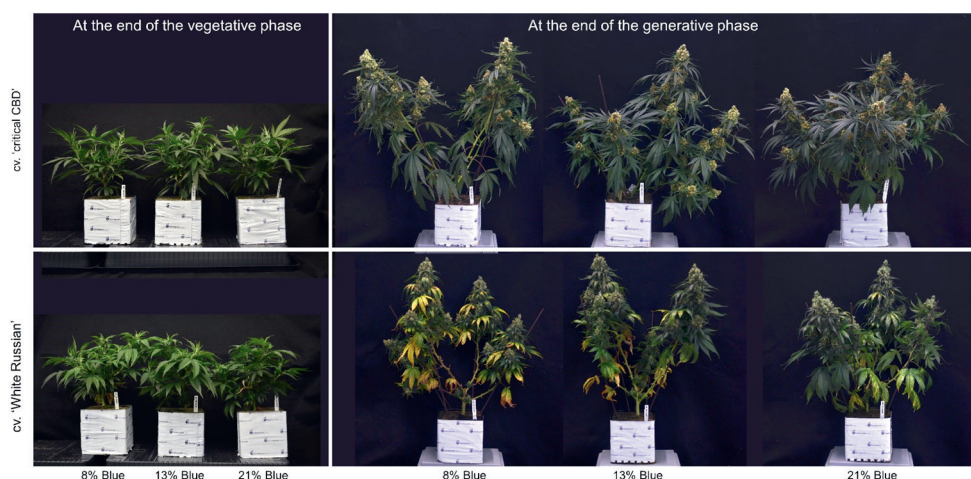 At the end of the vegetative phase
At the end of the generative phase
cv. 'critical CBD'
cv. 'White Russian'
8% Blue
13% Blue
21% Blue
8% Blue
13% Blue
21% Blue